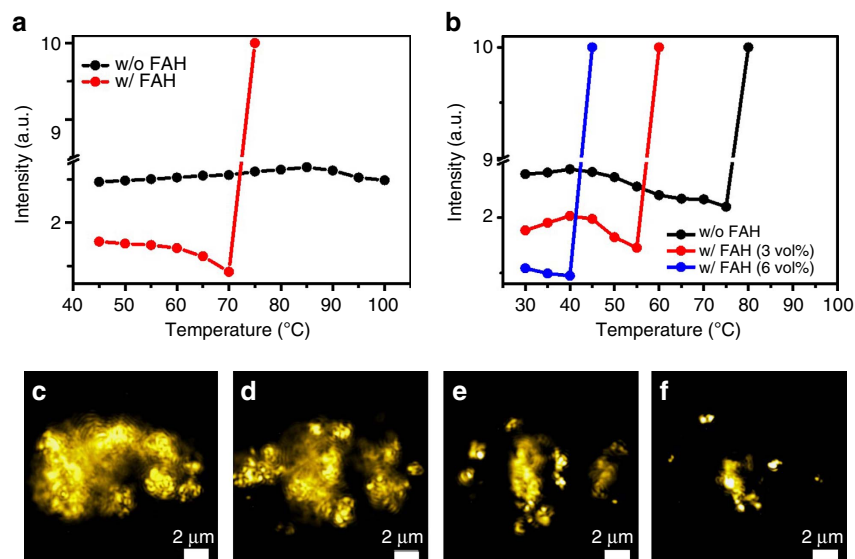 a
10
9
2
Intensity (a.u.)
w/o FAH
w/ FAH
40 50 60 70 80 90 100
Temperature (°C)
b
10
9
2
Intensity (a.u.)
w/o FAH
w/ FAH (3 vol%)
w/ FAH (6 vol%)
30 40 50 60 70 80 90 100
Temperature (°C)
c
2 μm
d
2 μm
e
2 μm
f
2 μm